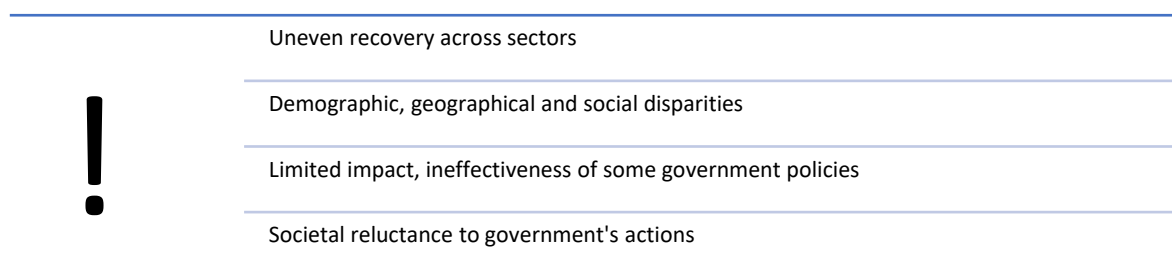 !
Uneven recovery across sectors
Demographic, geographical and social disparities
Limited impact, ineffectiveness of some government policies
Societal reluctance to government's actions